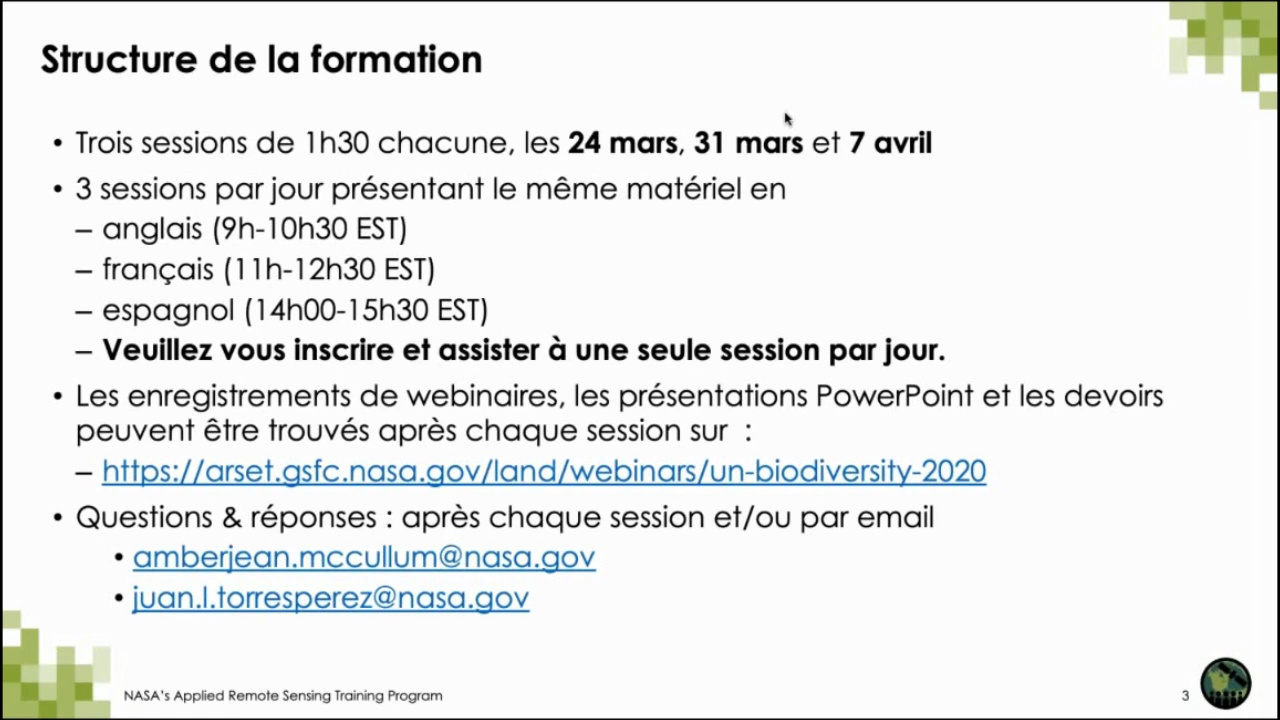 Structure de la formation
• Trois sessions de 1h30 chacune, les 24 mars, 31 mars et 7 avril
• 3 sessions par jour présentant le même matériel en
– anglais (9h-10h30 EST)
– français (11h-12h30 EST)
– espagnol (14h00-15h30 EST)
– Veuillez vous inscrire et assister à une seule session par jour.
• Les enregistrements de webinaires, les présentations PowerPoint et les devoirs
peuvent être trouvés après chaque session sur :
– https://arset.gsfc.nasa.gov/land/webinars/un-biodiversity-2020
• Questions & réponses : après chaque session et/ou par email
• amberjean.mccullum@nasa.gov
• juan.l.torresperez@nasa.gov
NASA's Applied Remote Sensing Training Program
3